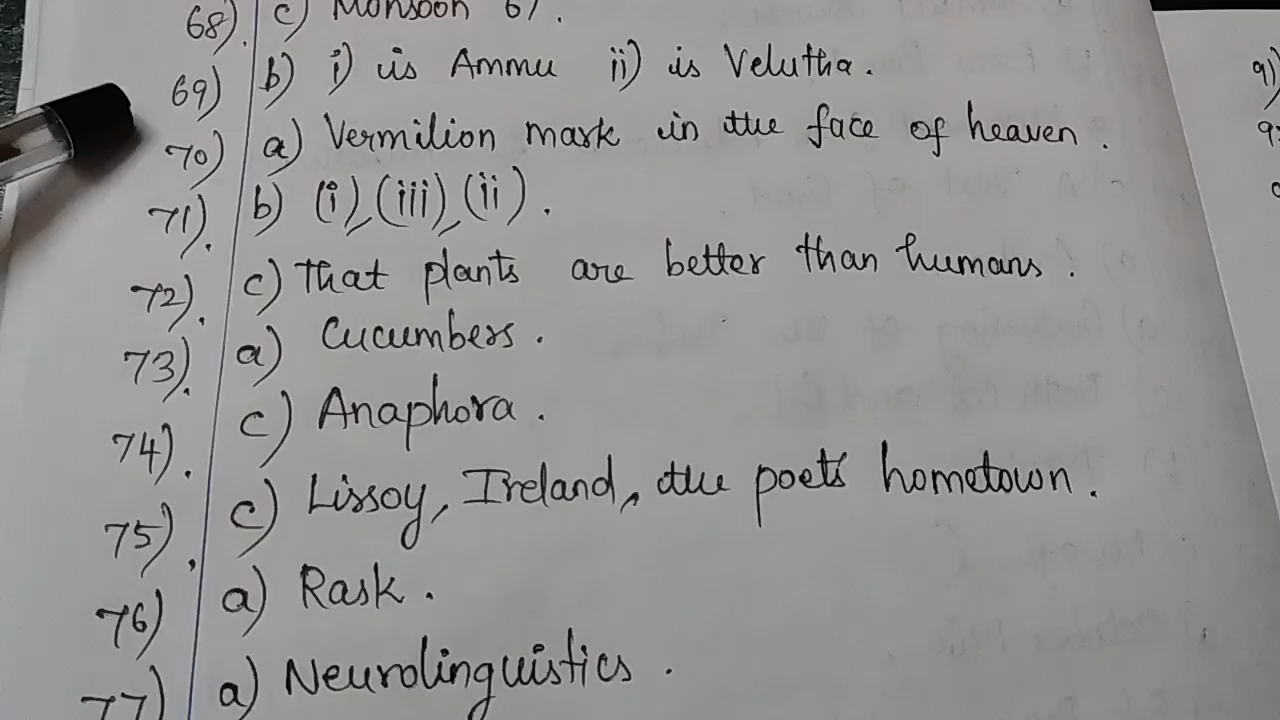 68). c) Monsoon
69) b) i) is Ammu ii) is Velutha.
70) a) Vermilion mark in the face of heaven.
71). b) (i), (iii), (ii).
72). c) That plants are better than humans.
73). a) Cucumbers.
74). c) Anaphora.
75). c) Lissoy, Ireland, the poet's hometown.
76) a) Rask.
77) a) Neurolinguistics.
9)
9